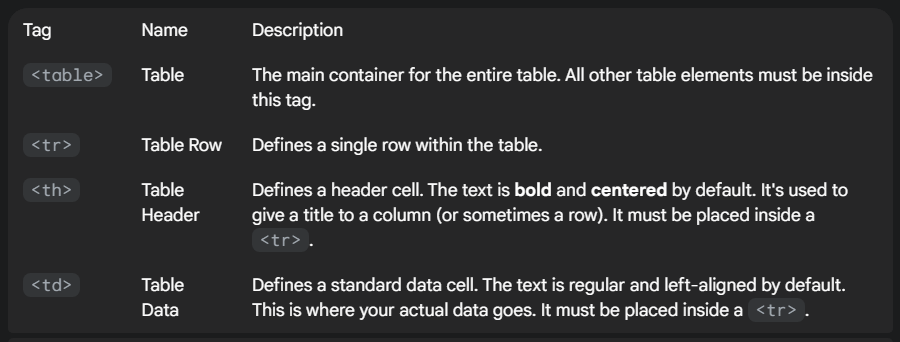 Tag Name Description
<table> Table The main container for the entire table. All other table elements must be inside
this tag.
<tr> Table Row Defines a single row within the table.
<th> Table Defines a header cell. The text is bold and centered by default. It's used to
Header give a title to a column (or sometimes a row). It must be placed inside a
<tr>.
<td> Table Defines a standard data cell. The text is regular and left-aligned by default.
Data This is where your actual data goes. It must be placed inside a <tr>.